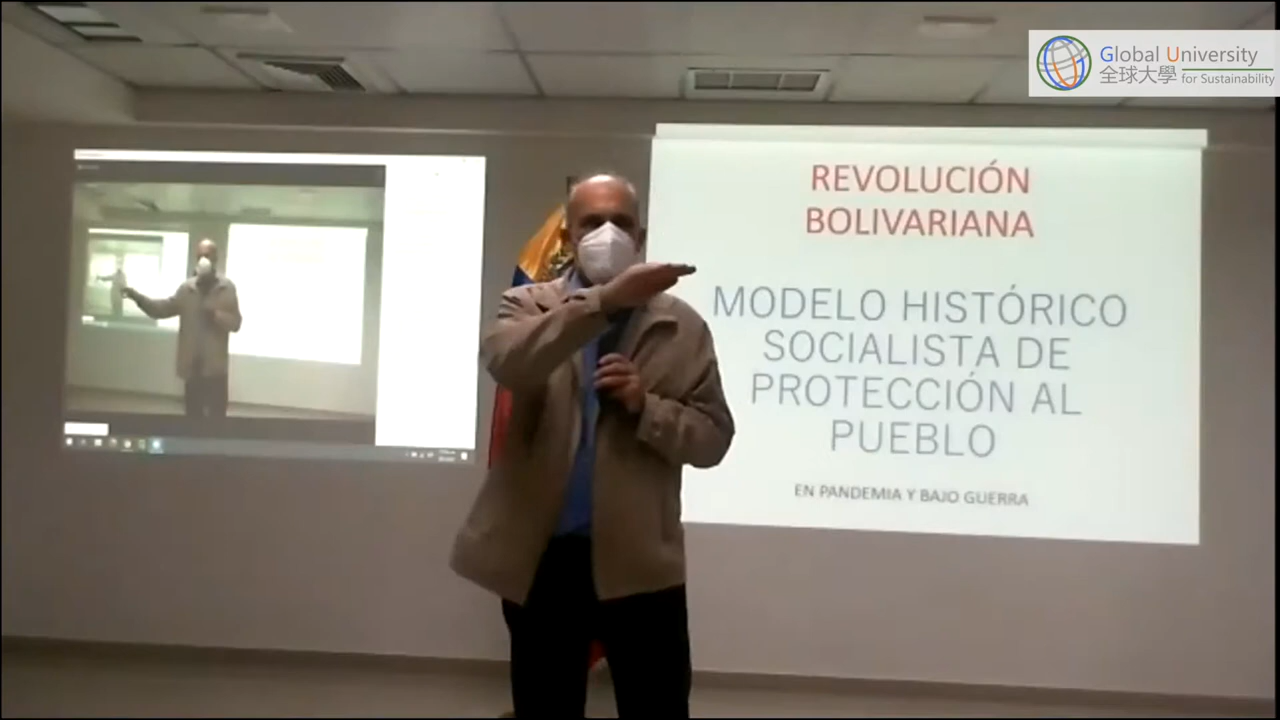 Global University
全球大學 for Sustainability
REVOLUCIÓN
BOLIVARIANA
MODELO HISTÓRICO
SOCIALISTA DE
PROTECCIÓN AL
PUEBLO
EN PANDEMIA Y BAJO GUERRA